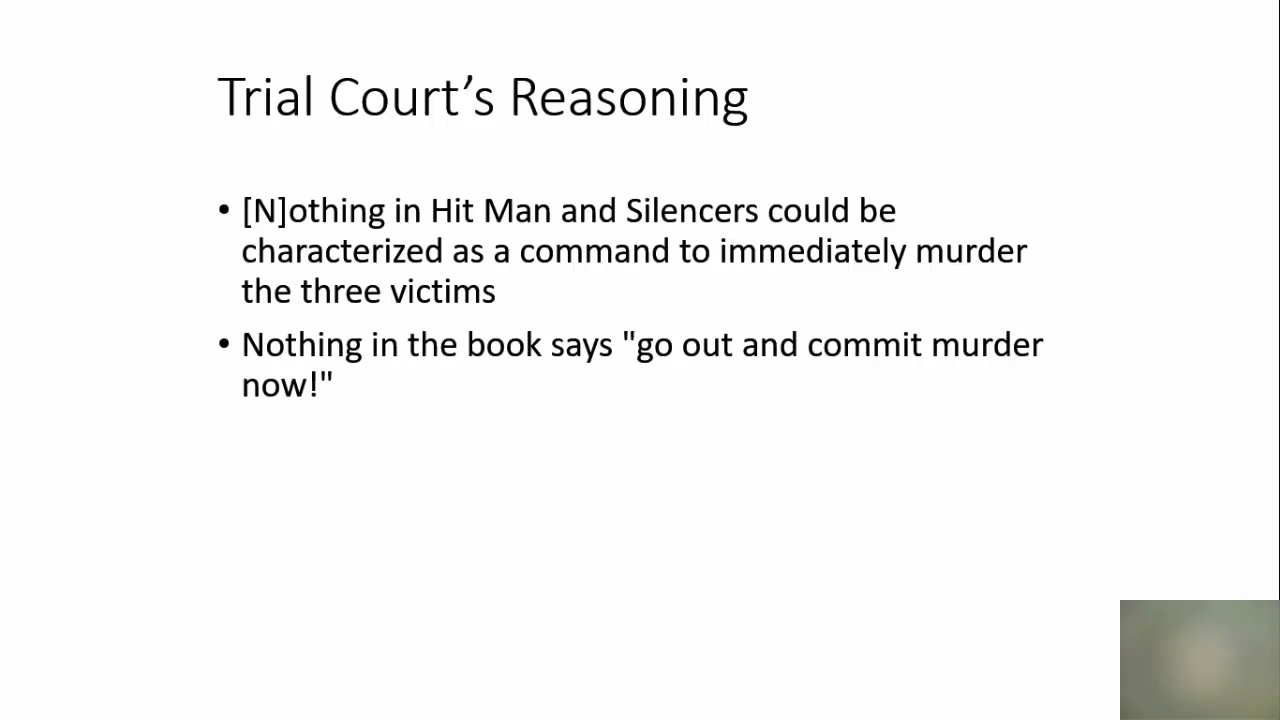 Trial Court’s Reasoning
• [N]othing in Hit Man and Silencers could be
characterized as a command to immediately murder
the three victims
• Nothing in the book says "go out and commit murder
now!"